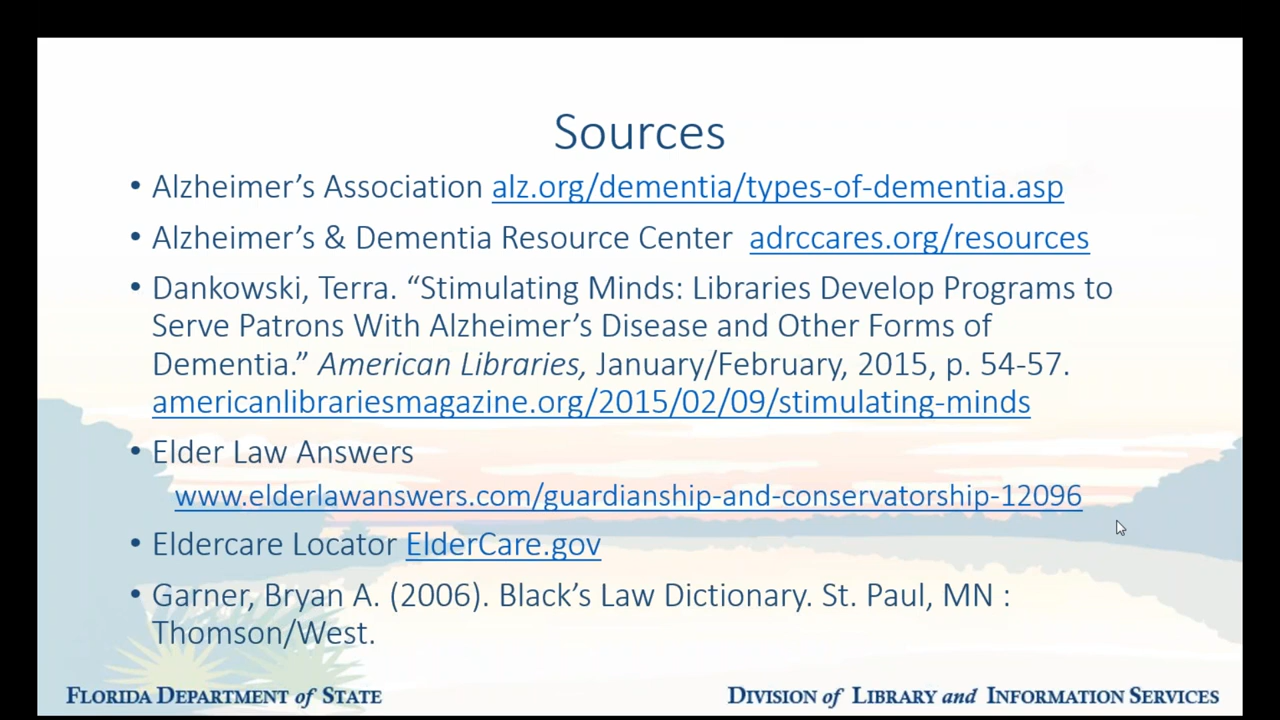 Sources
• Alzheimer’s Association alz.org/dementia/types-of-dementia.asp
• Alzheimer’s & Dementia Resource Center adrccares.org/resources
• Dankowski, Terra. “Stimulating Minds: Libraries Develop Programs to
Serve Patrons With Alzheimer’s Disease and Other Forms of
Dementia.” American Libraries, January/February, 2015, p. 54-57.
americanlibrariesmagazine.org/2015/02/09/stimulating-minds
• Elder Law Answers
www.elderlawanswers.com/guardianship-and-conservatorship-12096
• Eldercare Locator ElderCare.gov
• Garner, Bryan A. (2006). Black’s Law Dictionary. St. Paul, MN :
Thomson/West.
FLORIDA DEPARTMENT of STATE
DIVISION of LIBRARY and INFORMATION SERVICES